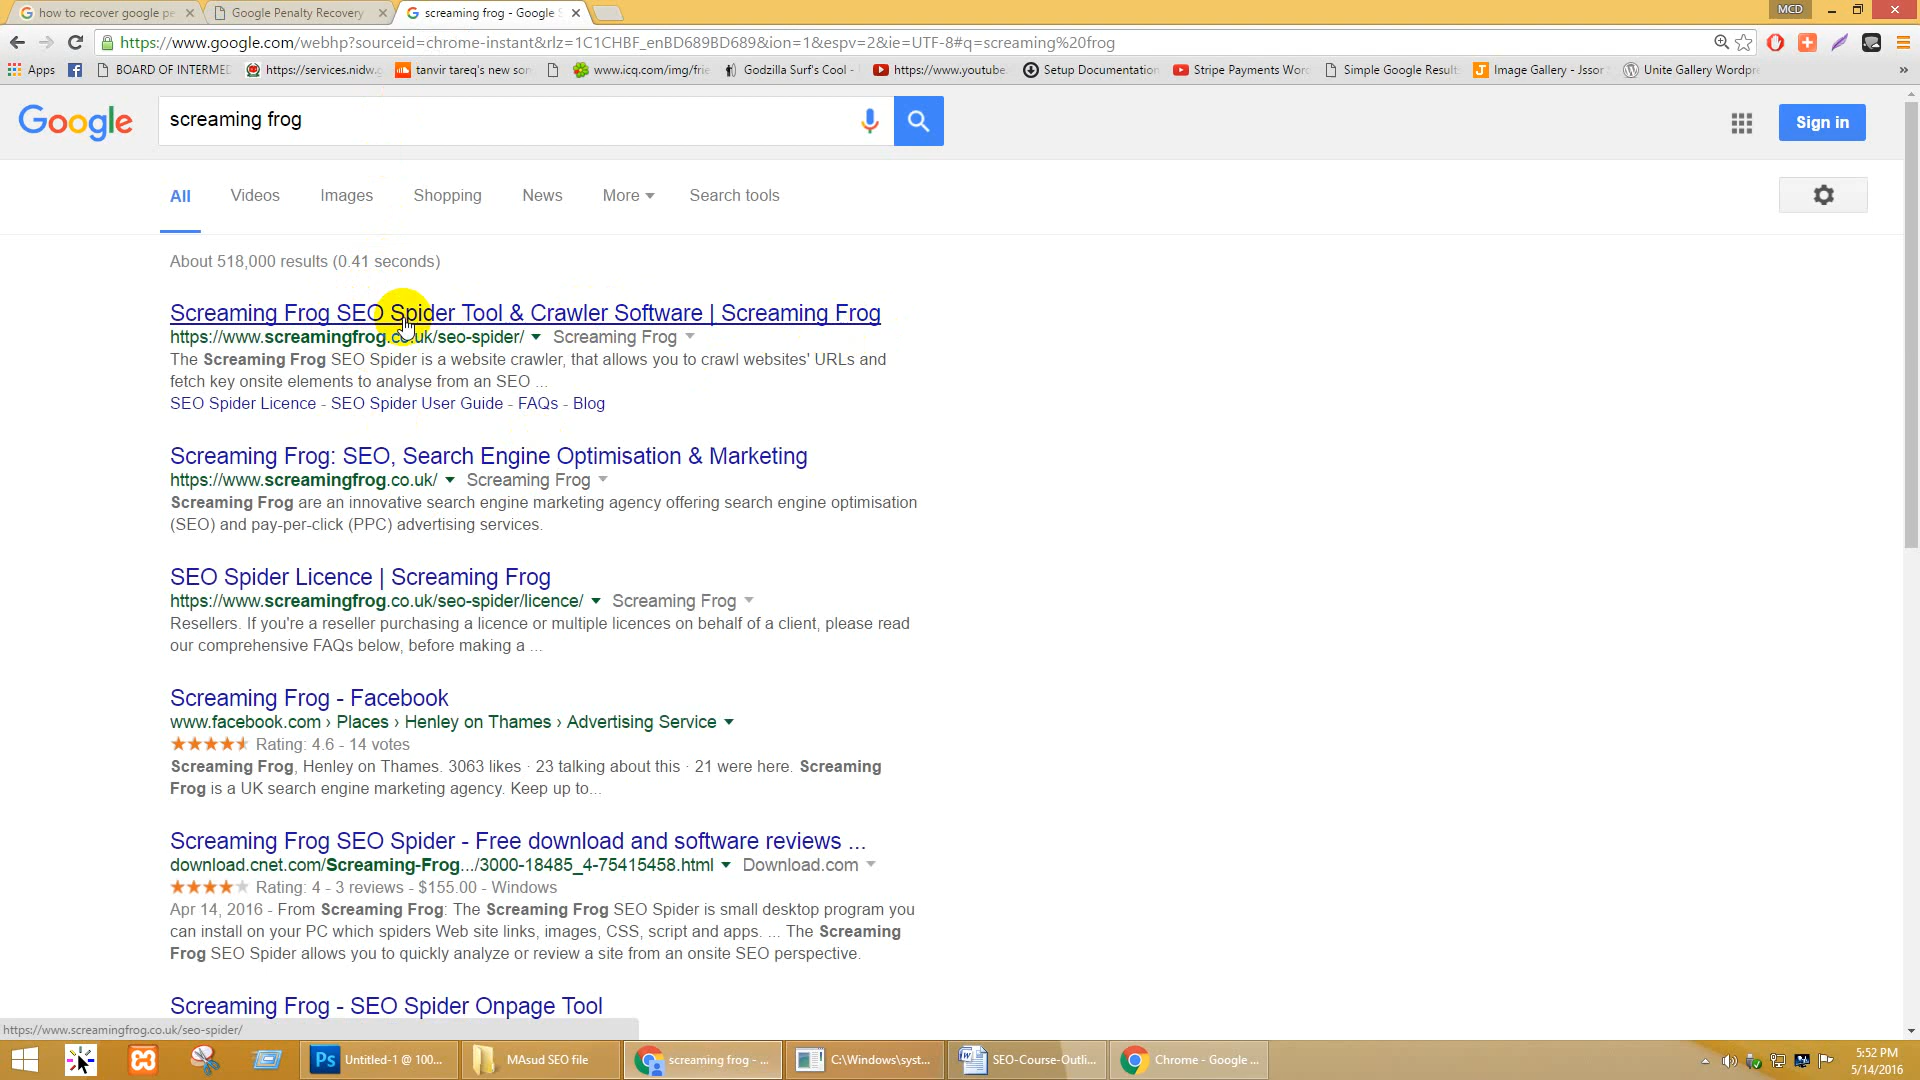 how to recover google pe
Google Penalty Recovery
screaming frog - Google S
MCD
https://www.google.com/webhp?sourceid=chrome-instant&rlz=1C1CHBF_enBD689BD689&ion=1&espv=2&ie=UTF-8#q=screaming%20frog
Apps
BOARD OF INTERMED
https://services.nidw.g
tanvir tareq's new son
www.icq.com/img/frie
Godzilla Surf's Cool -
https://www.youtube
Setup Documentation
Stripe Payments Word
Simple Google Result
Image Gallery - Jssor
Unite Gallery Wordpre
»
Google
screaming frog
Sign in
All
Videos
Images
Shopping
News
More
Search tools
About 518,000 results (0.41 seconds)
Screaming Frog SEO Spider Tool & Crawler Software | Screaming Frog
https://www.screamingfrog.co.uk/seo-spider/ Screaming Frog
The Screaming Frog SEO Spider is a website crawler, that allows you to crawl websites' URLs and
fetch key onsite elements to analyse from an SEO ...
SEO Spider Licence - SEO Spider User Guide - FAQs - Blog
Screaming Frog: SEO, Search Engine Optimisation & Marketing
https://www.screamingfrog.co.uk/ Screaming Frog
Screaming Frog are an innovative search engine marketing agency offering search engine optimisation
(SEO) and pay-per-click (PPC) advertising services.
SEO Spider Licence | Screaming Frog
https://www.screamingfrog.co.uk/seo-spider/licence/ Screaming Frog
Resellers. If you're a reseller purchasing a licence or multiple licences on behalf of a client, please read
our comprehensive FAQs below, before making a ...
Screaming Frog - Facebook
www.facebook.com › Places › Henley on Thames › Advertising Service
Rating: 4.6 - 14 votes
Screaming Frog, Henley on Thames. 3063 likes · 23 talking about this · 21 were here. Screaming
Frog is a UK search engine marketing agency. Keep up to...
Screaming Frog SEO Spider - Free download and software reviews ...
download.cnet.com/Screaming-Frog.../3000-18485_4-75415458.html Download.com
Rating: 4 - 3 reviews - $155.00 - Windows
Apr 14, 2016 - From Screaming Frog: The Screaming Frog SEO Spider is small desktop program you
can install on your PC which spiders Web site links, images, CSS, script and apps. ... The Screaming
Frog SEO Spider allows you to quickly analyze or review a site from an onsite SEO perspective.
Screaming Frog - SEO Spider Onpage Tool
https://www.screamingfrog.co.uk/seo-spider/
Ps
Untitled-1 @ 100...
MAsud SEO file
screaming frog - ...
C:\Windows\syst...
SEO-Course-Outli...
Chrome - Google ...
5:52 PM
5/14/2016